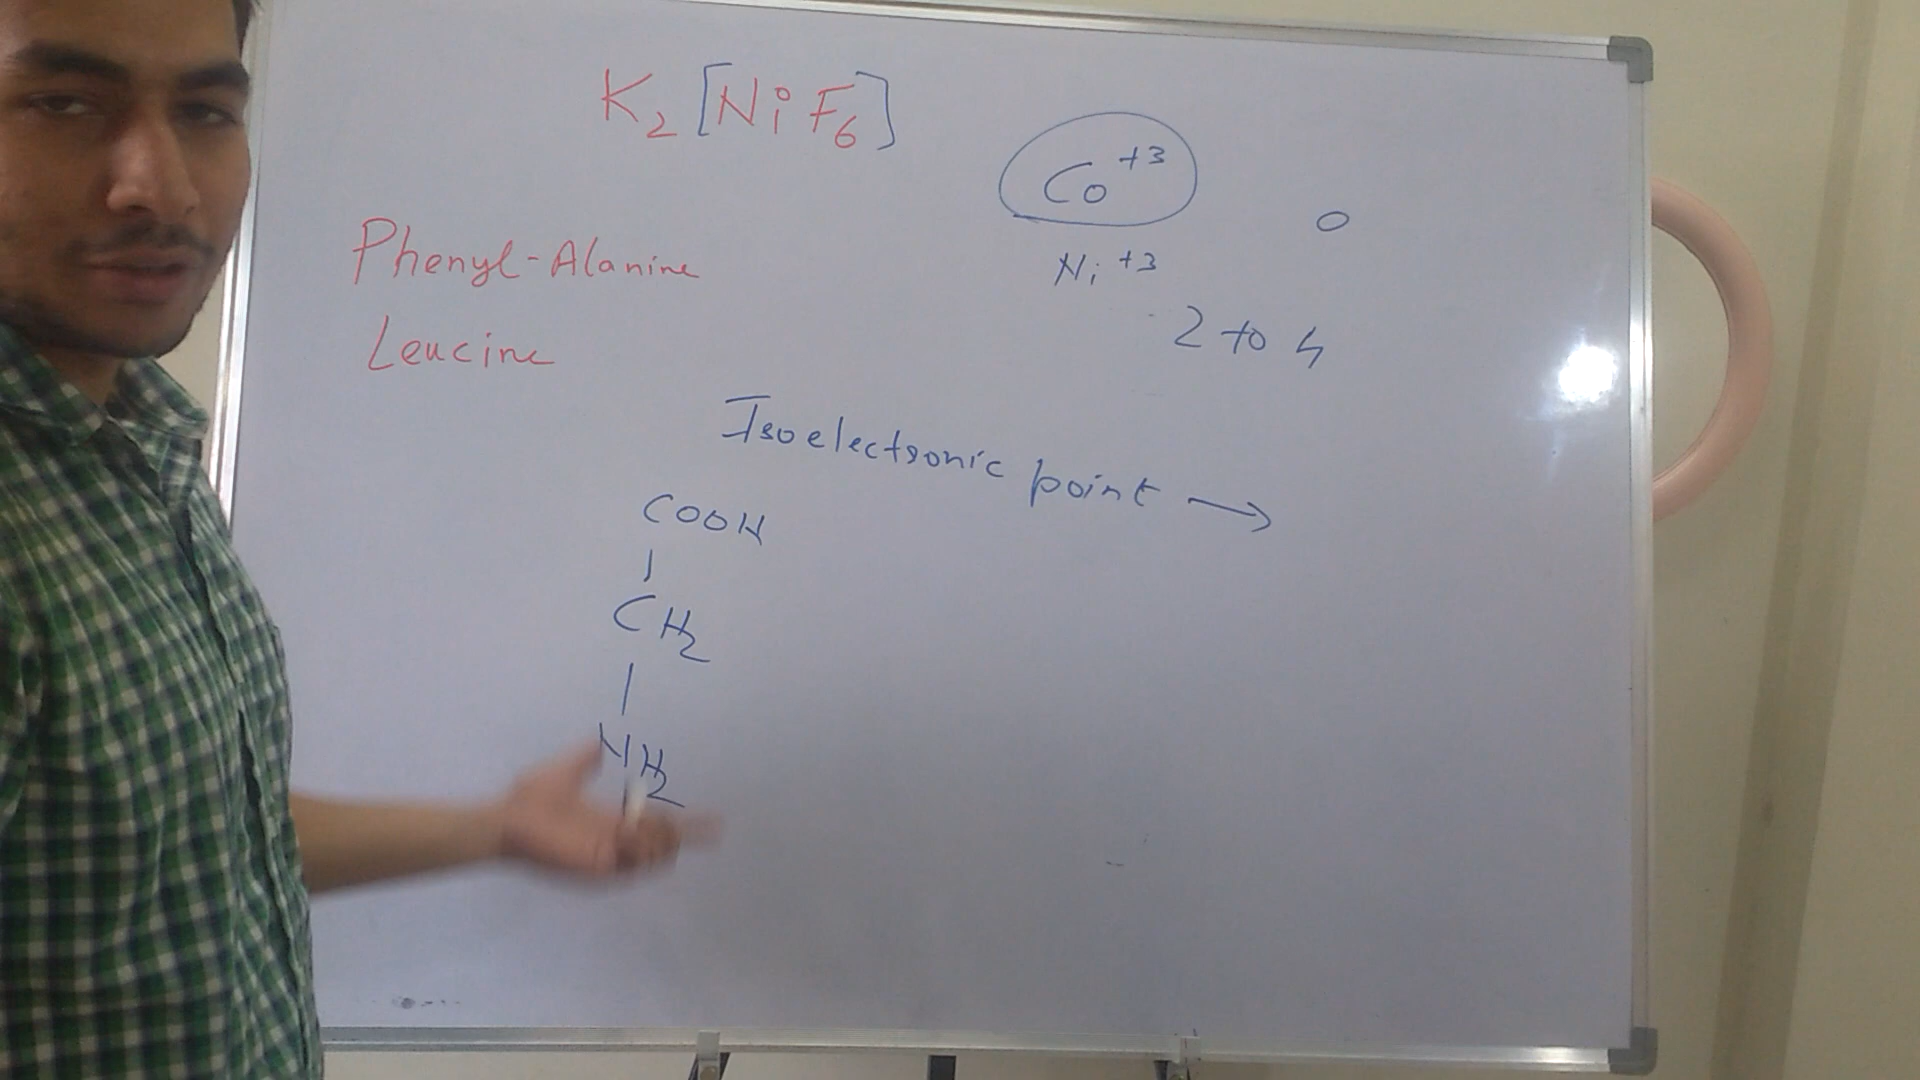 K2[NiF6]
Co+3
o
Ni+3
2 to 4
Phenyl-Alanine
Leucine
Isoelectronic point →
COOH
|
CH2
|
NH2